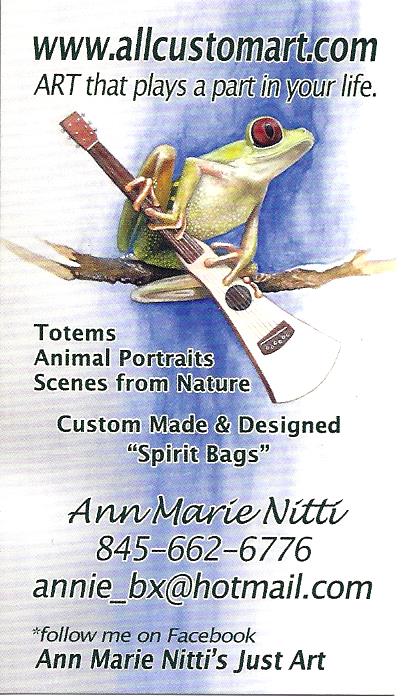 www.allcustomart.com
ART that plays a part in your life.
Totems
Animal Portraits
Scenes from Nature
Custom Made & Designed
“Spirit Bags”
Ann Marie Nitti
845-662-6776
annie_bx@hotmail.com
*follow me on Facebook
Ann Marie Nitti's Just Art